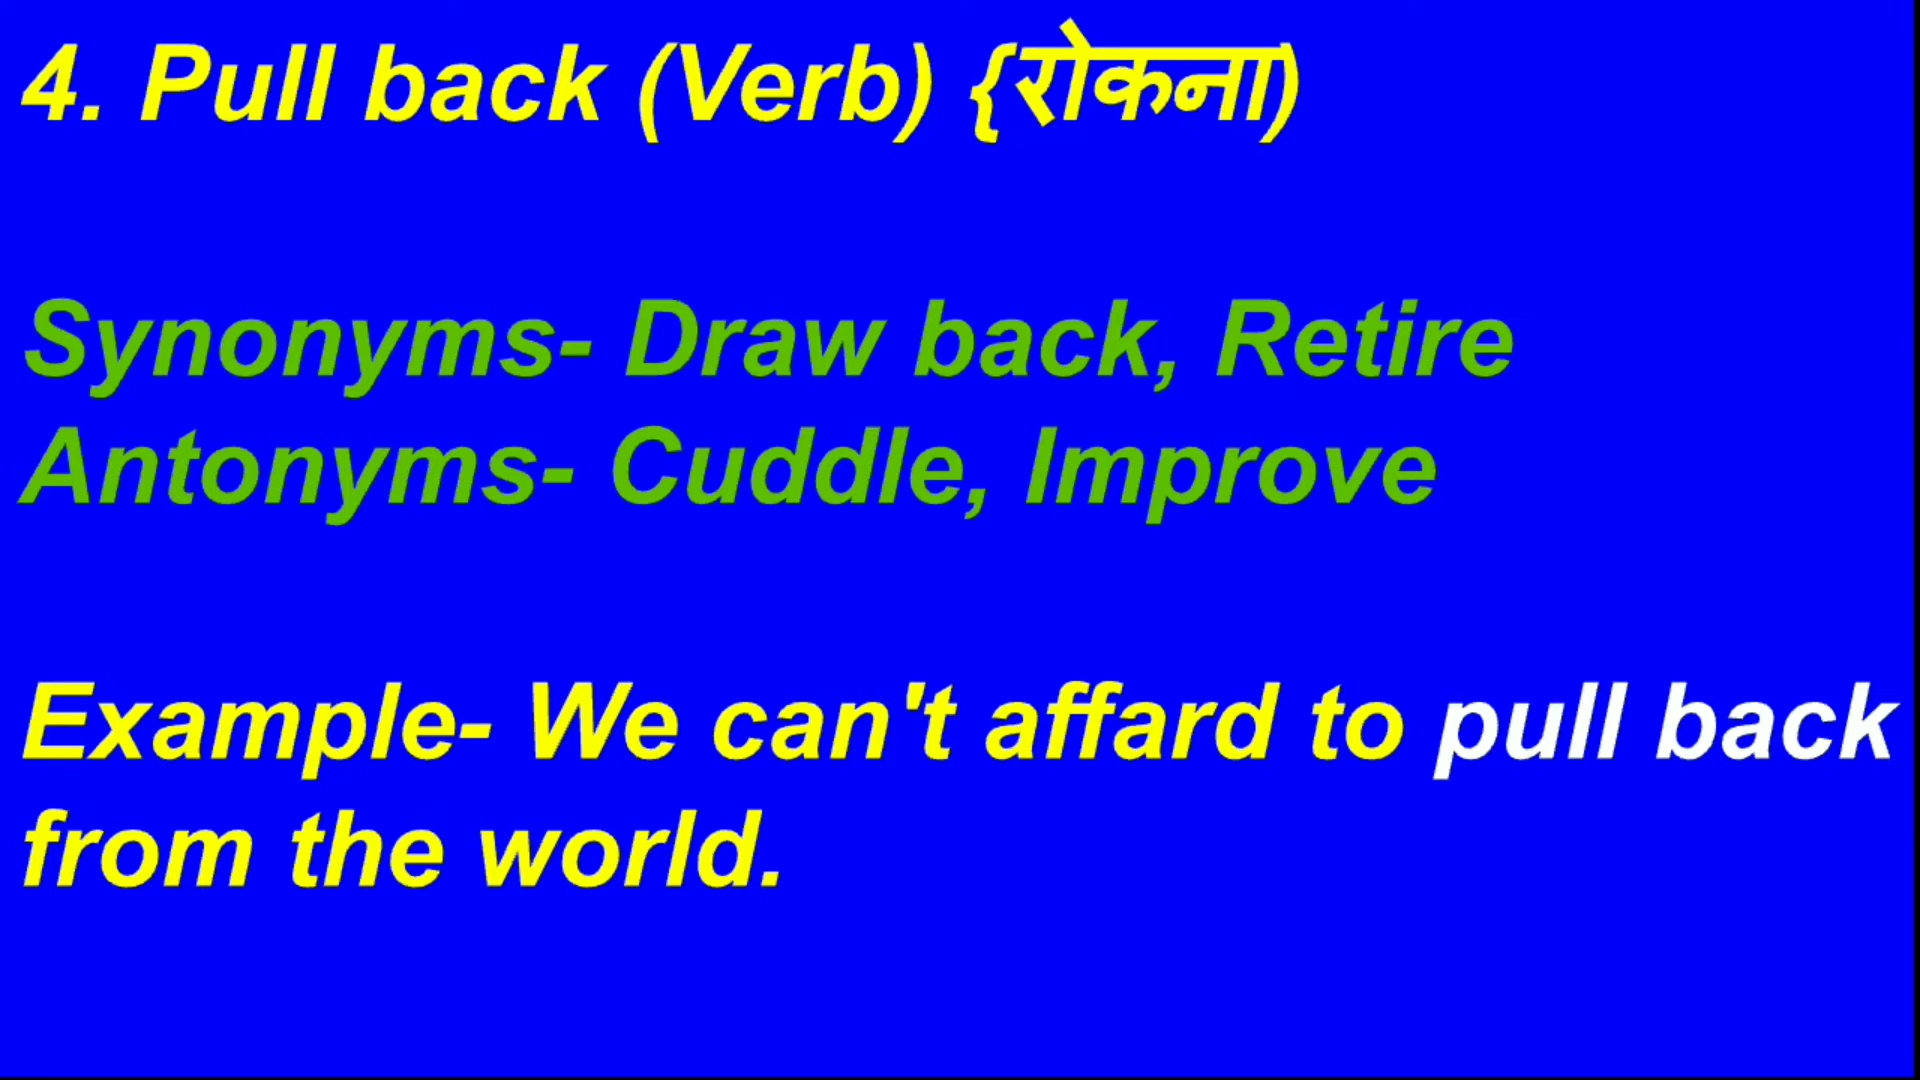 4. Pull back (Verb) {रोकना)
Synonyms- Draw back, Retire
Antonyms- Cuddle, Improve
Example- We can't affard to pull back
from the world.